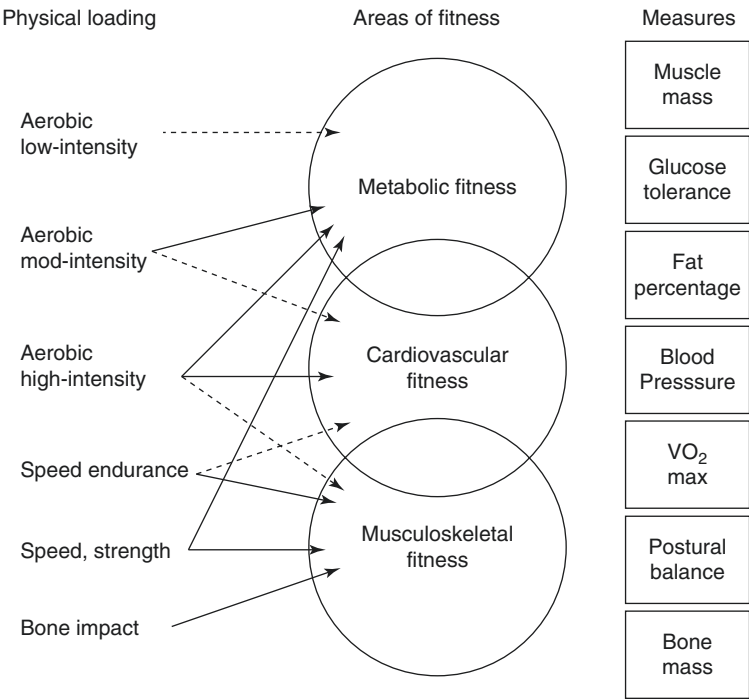 Physical loading
Areas of fitness
Measures
Aerobic
low-intensity
Aerobic
mod-intensity
Aerobic
high-intensity
Speed endurance
Speed, strength
Bone impact
Metabolic fitness
Cardiovascular
fitness
Musculoskeletal
fitness
Muscle
mass
Glucose
tolerance
Fat
percentage
Blood
Presssure
VO₂
max
Postural
balance
Bone
mass